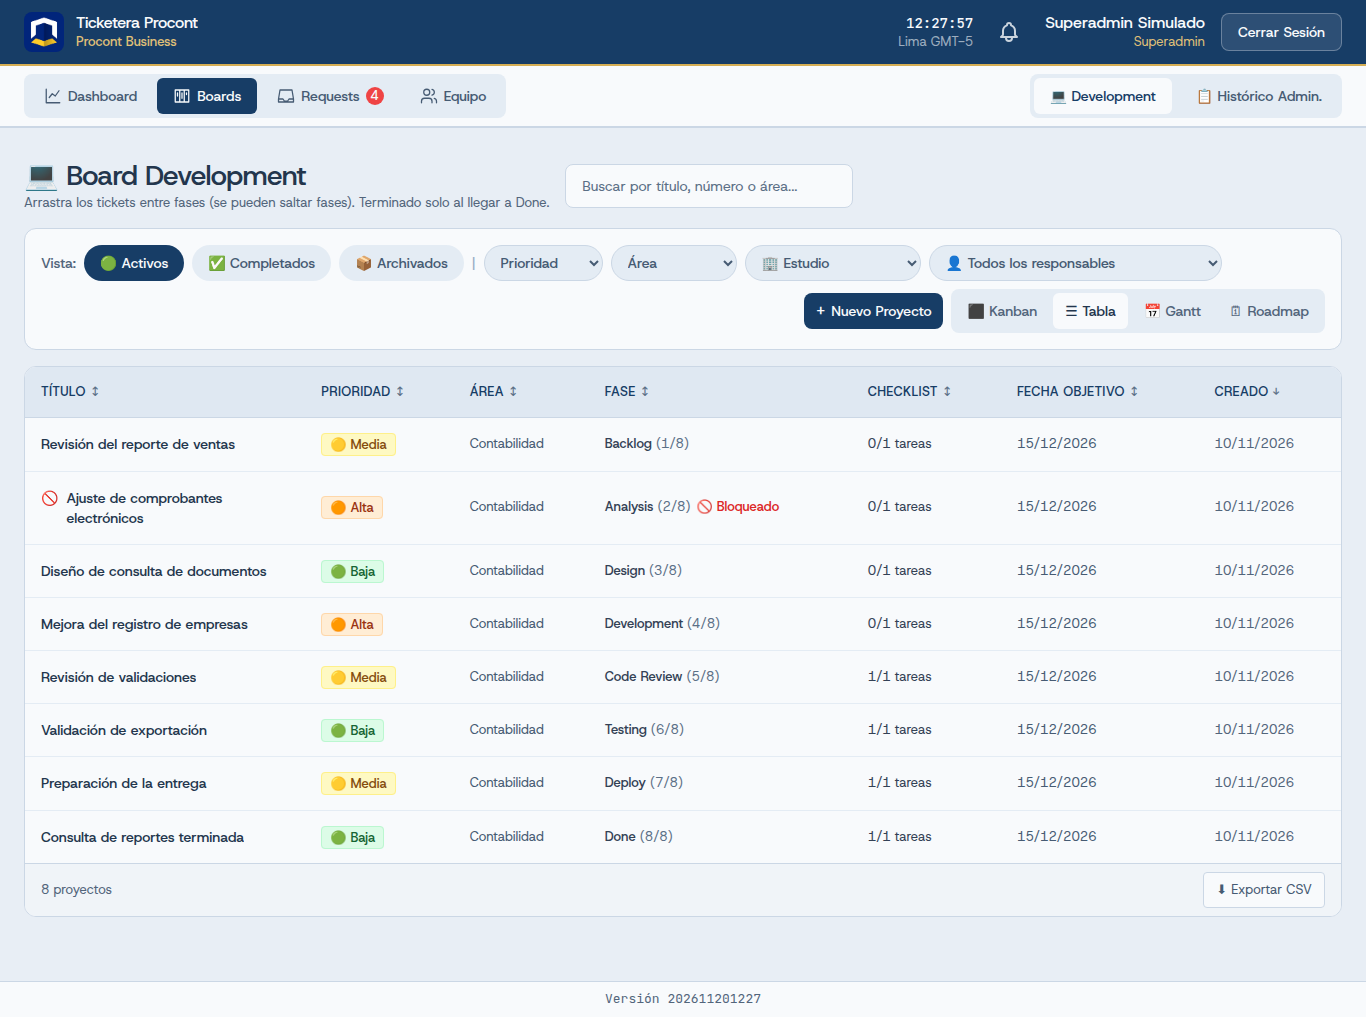 Ticketera Procont
Procont Business
12:27:57
Lima GMT-5
Superadmin Simulado
Superadmin
Cerrar Sesión
Dashboard
Boards
Requests 4
Equipo
Development
Histórico Admin.
Board Development
Arrastra los tickets entre fases (se pueden saltar fases). Terminado solo al llegar a Done.
Buscar por título, número o área...
Vista: Activos Completados Archivados | Prioridad Área Estudio Todos los responsables
+ Nuevo Proyecto Kanban Tabla Gantt Roadmap
TÍTULO ↕ PRIORIDAD ↕ ÁREA ↕ FASE ↕ CHECKLIST ↕ FECHA OBJETIVO ↕ CREADO ↓
Revisión del reporte de ventas Media Contabilidad Backlog (1/8) 0/1 tareas 15/12/2026 10/11/2026
Ajuste de comprobantes
electrónicos Alta Contabilidad Analysis (2/8) Bloqueado 0/1 tareas 15/12/2026 10/11/2026
Diseño de consulta de documentos Baja Contabilidad Design (3/8) 0/1 tareas 15/12/2026 10/11/2026
Mejora del registro de empresas Alta Contabilidad Development (4/8) 0/1 tareas 15/12/2026 10/11/2026
Revisión de validaciones Media Contabilidad Code Review (5/8) 1/1 tareas 15/12/2026 10/11/2026
Validación de exportación Baja Contabilidad Testing (6/8) 1/1 tareas 15/12/2026 10/11/2026
Preparación de la entrega Media Contabilidad Deploy (7/8) 1/1 tareas 15/12/2026 10/11/2026
Consulta de reportes terminada Baja Contabilidad Done (8/8) 1/1 tareas 15/12/2026 10/11/2026
8 proyectos
Exportar CSV
Versión 202611201227